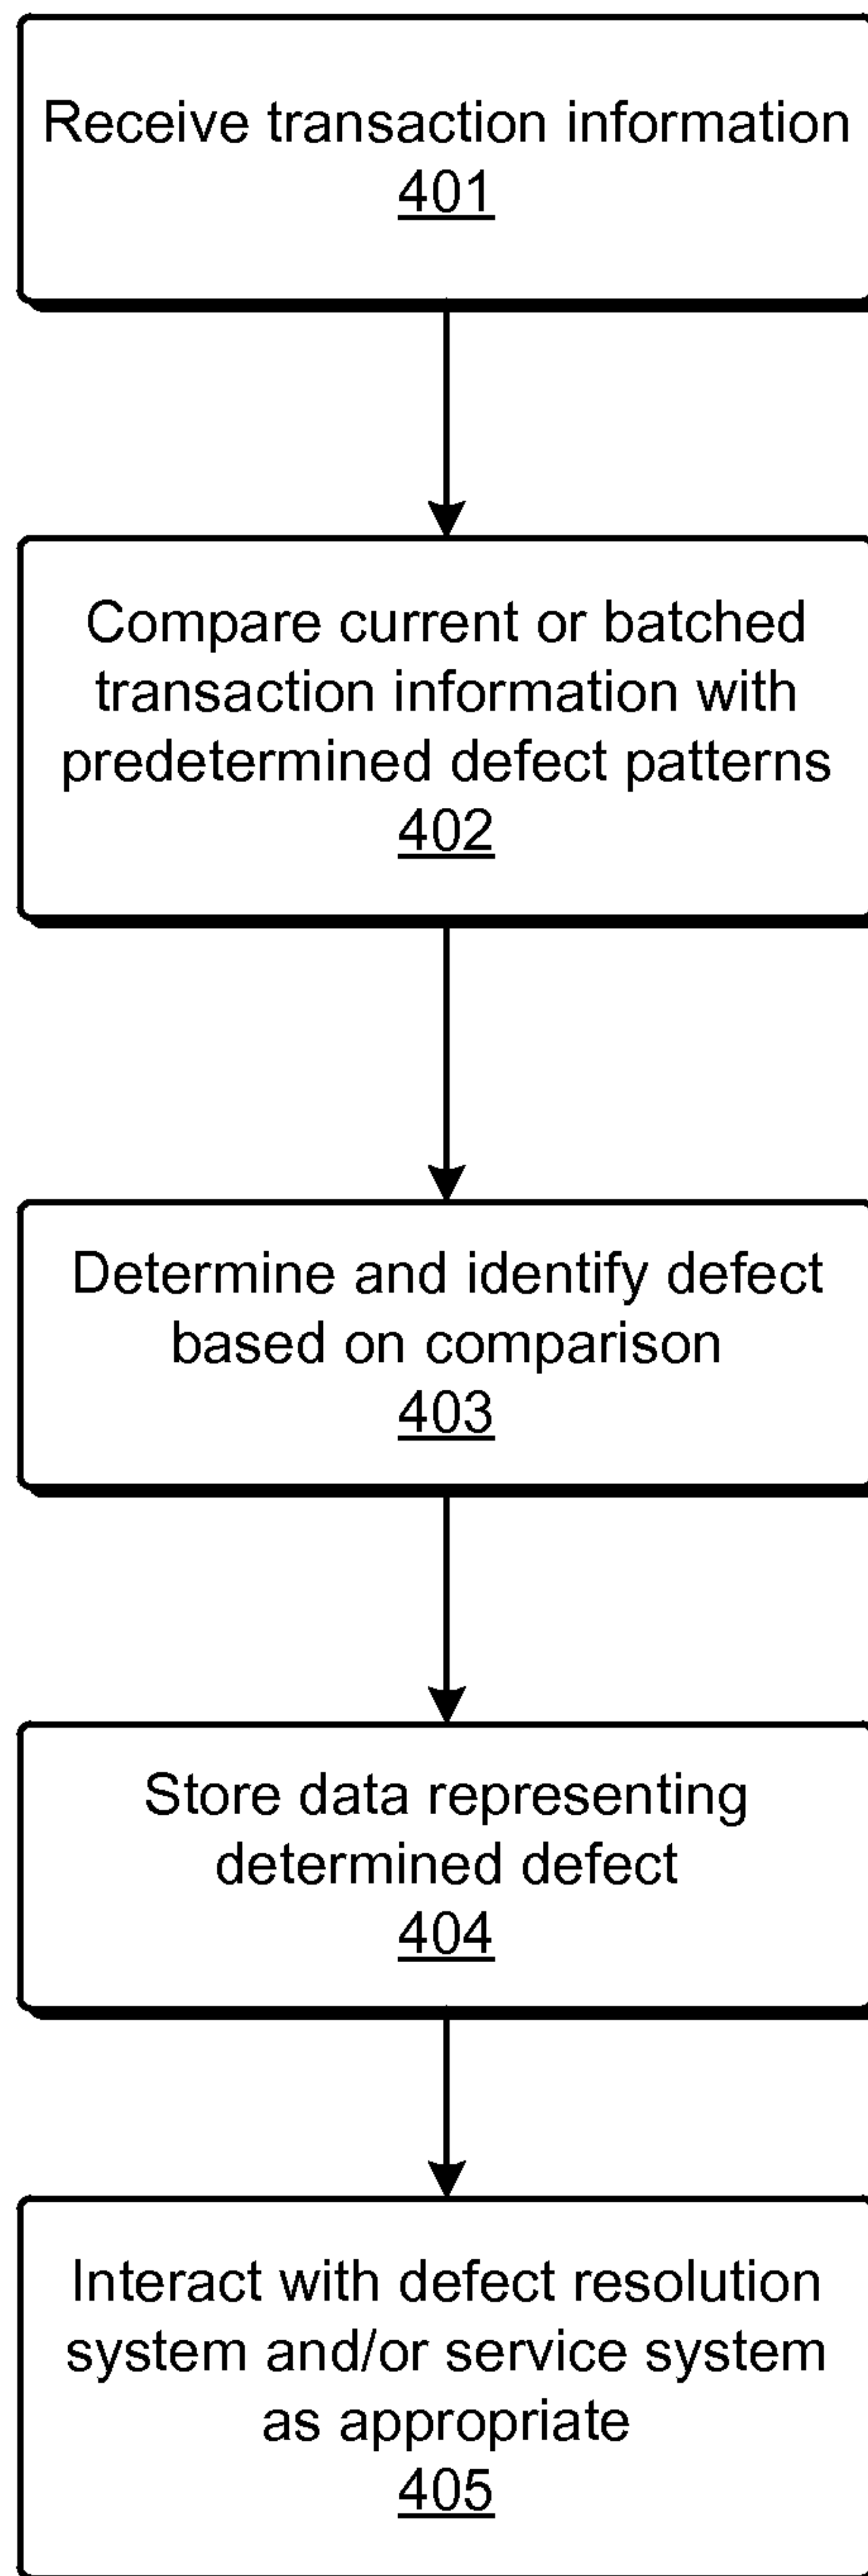 Receive transaction information
401
Compare current or batched
transaction information with
predetermined defect patterns
402
Determine and identify defect
based on comparison
403
Store data representing
determined defect
404
Interact with defect resolution
system and/or service system
as appropriate
405